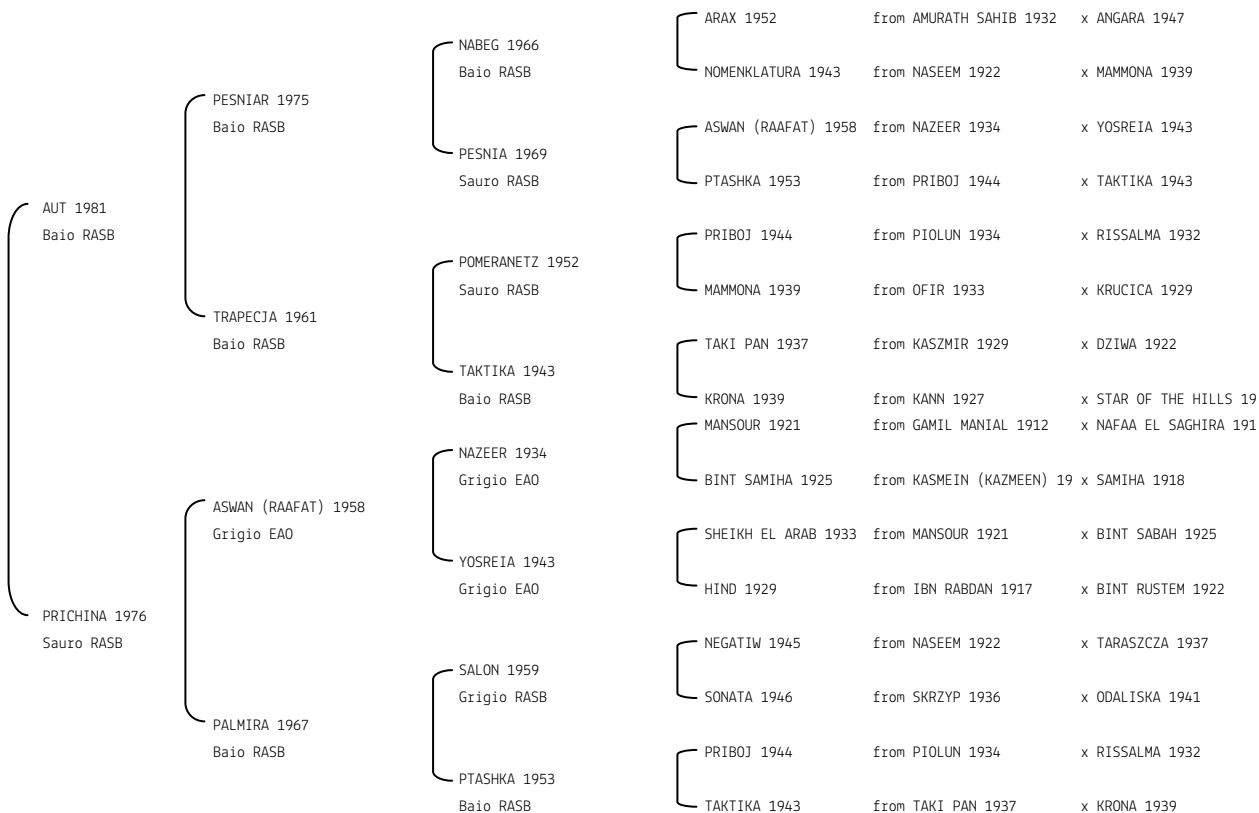 ARAX 1952 from AMURATH SAHIB 1932 x ANGARA 1947
NABEG 1966
Baio RASB
NOMENKLATURA 1943 from NASEEM 1922 x MAMMONA 1939
PESNIAR 1975
Baio RASB
ASWAN (RAAFAT) 1958 from NAZEER 1934 x YOSREIA 1943
PESNIA 1969
Sauro RASB
PTASHKA 1953 from PRIBOJ 1944 x TAKTIKA 1943
AUT 1981
Baio RASB
PRIBOJ 1944 from PIOLUN 1934 x RISSALMA 1932
POMERANETZ 1952
Sauro RASB
MAMMONA 1939 from OFIR 1933 x KRUCICA 1929
TRAPECJA 1961
Baio RASB
TAKI PAN 1937 from KASZMIR 1929 x DZIWA 1922
TAKTIKA 1943
Baio RASB
KRONA 1939 from KANN 1927 x STAR OF THE HILLS 19
MANSOUR 1921 from GAMIL MANIAL 1912 x NAFAA EL SAGHIRA 191
NAZEER 1934
Grigio EAO
BINT SAMIHA 1925 from KASMEIN (KAZMEEN) 19 x SAMIHA 1918
ASWAN (RAAFAT) 1958
Grigio EAO
SHEIKH EL ARAB 1933 from MANSOUR 1921 x BINT SABAH 1925
YOSREIA 1943
Grigio EAO
HIND 1929 from IBN RABDAN 1917 x BINT RUSTEM 1922
PRICHINA 1976
Sauro RASB
NEGATIW 1945 from NASEEM 1922 x TARASZCZA 1937
SALON 1959
Grigio RASB
SONATA 1946 from SKRZYP 1936 x ODALISKA 1941
PALMIRA 1967
Baio RASB
PRIBOJ 1944 from PIOLUN 1934 x RISSALMA 1932
PTASHKA 1953
Baio RASB
TAKTIKA 1943 from TAKI PAN 1937 x KRONA 1939